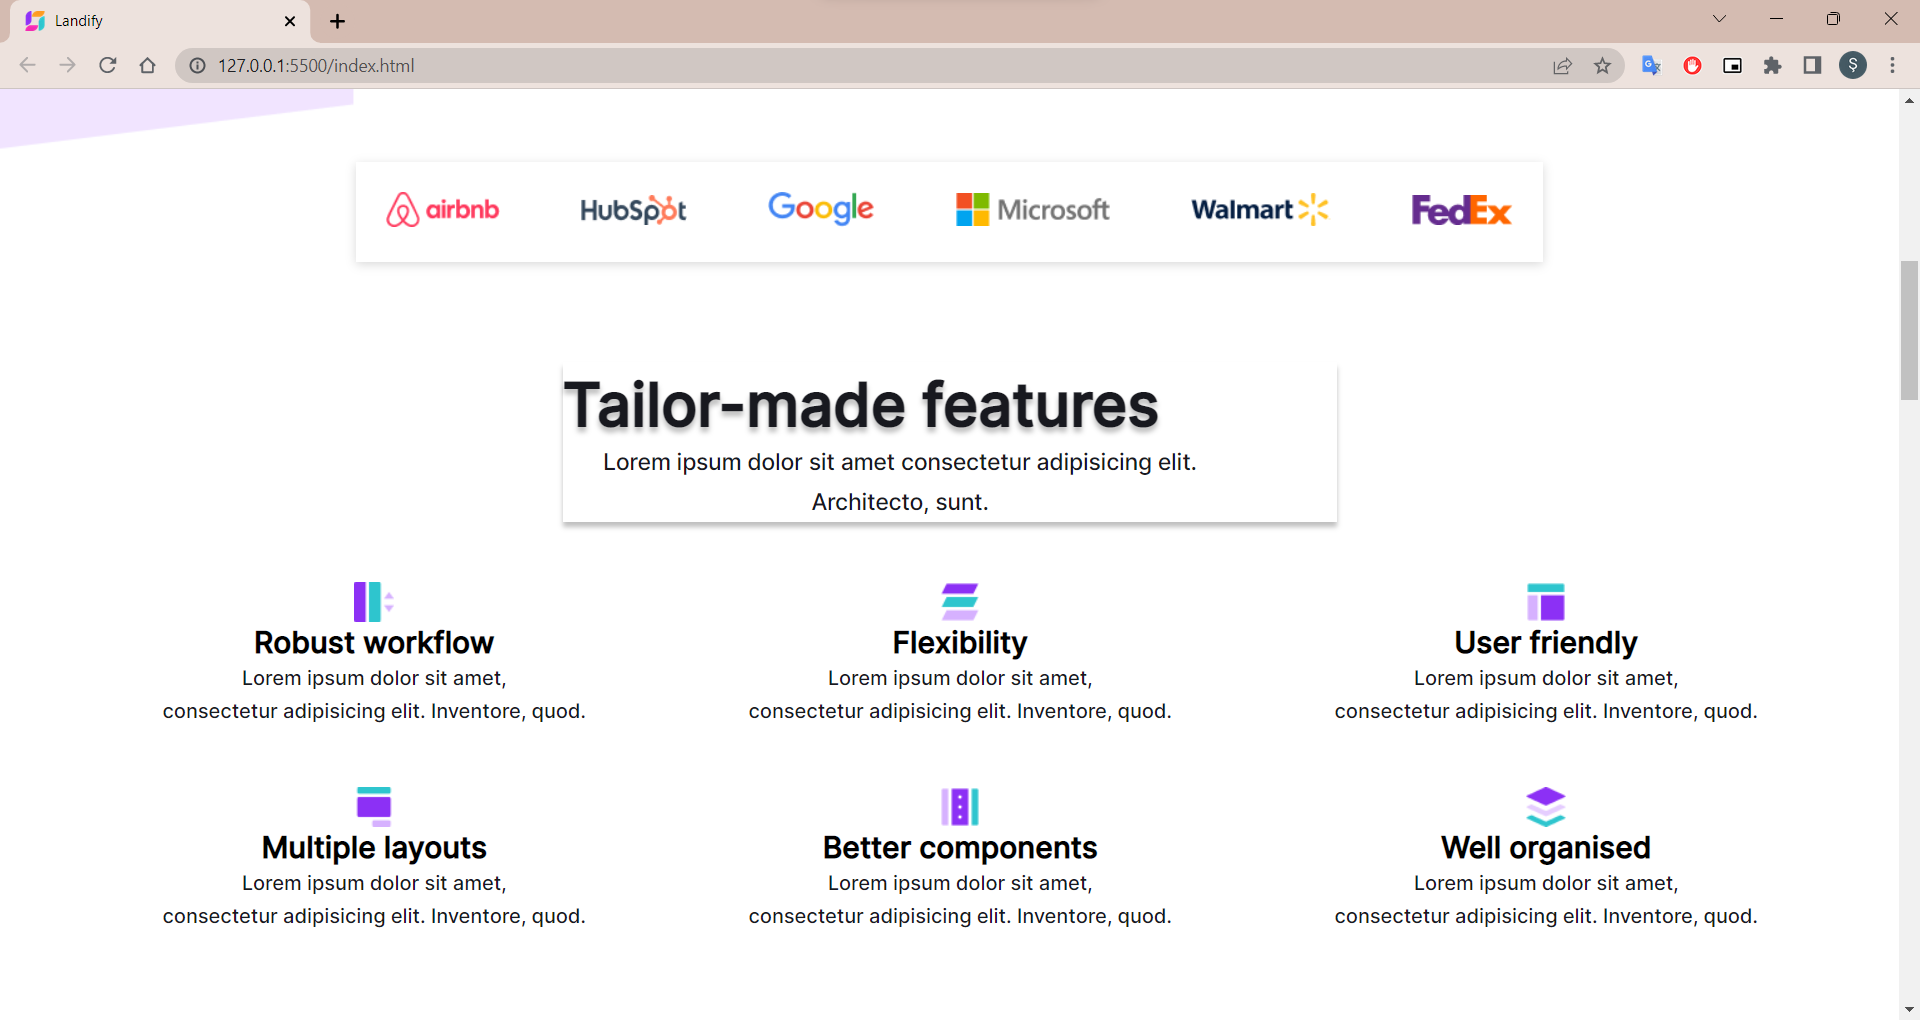 Landify
127.0.0.1:5500/index.html
Ş
airbnb HubSpot Google Microsoft Walmart FedEx
Tailor-made features
Lorem ipsum dolor sit amet consectetur adipisicing elit.
Architecto, sunt.
Robust workflow
Lorem ipsum dolor sit amet,
consectetur adipisicing elit. Inventore, quod.
Flexibility
Lorem ipsum dolor sit amet,
consectetur adipisicing elit. Inventore, quod.
User friendly
Lorem ipsum dolor sit amet,
consectetur adipisicing elit. Inventore, quod.
Multiple layouts
Lorem ipsum dolor sit amet,
consectetur adipisicing elit. Inventore, quod.
Better components
Lorem ipsum dolor sit amet,
consectetur adipisicing elit. Inventore, quod.
Well organised
Lorem ipsum dolor sit amet,
consectetur adipisicing elit. Inventore, quod.